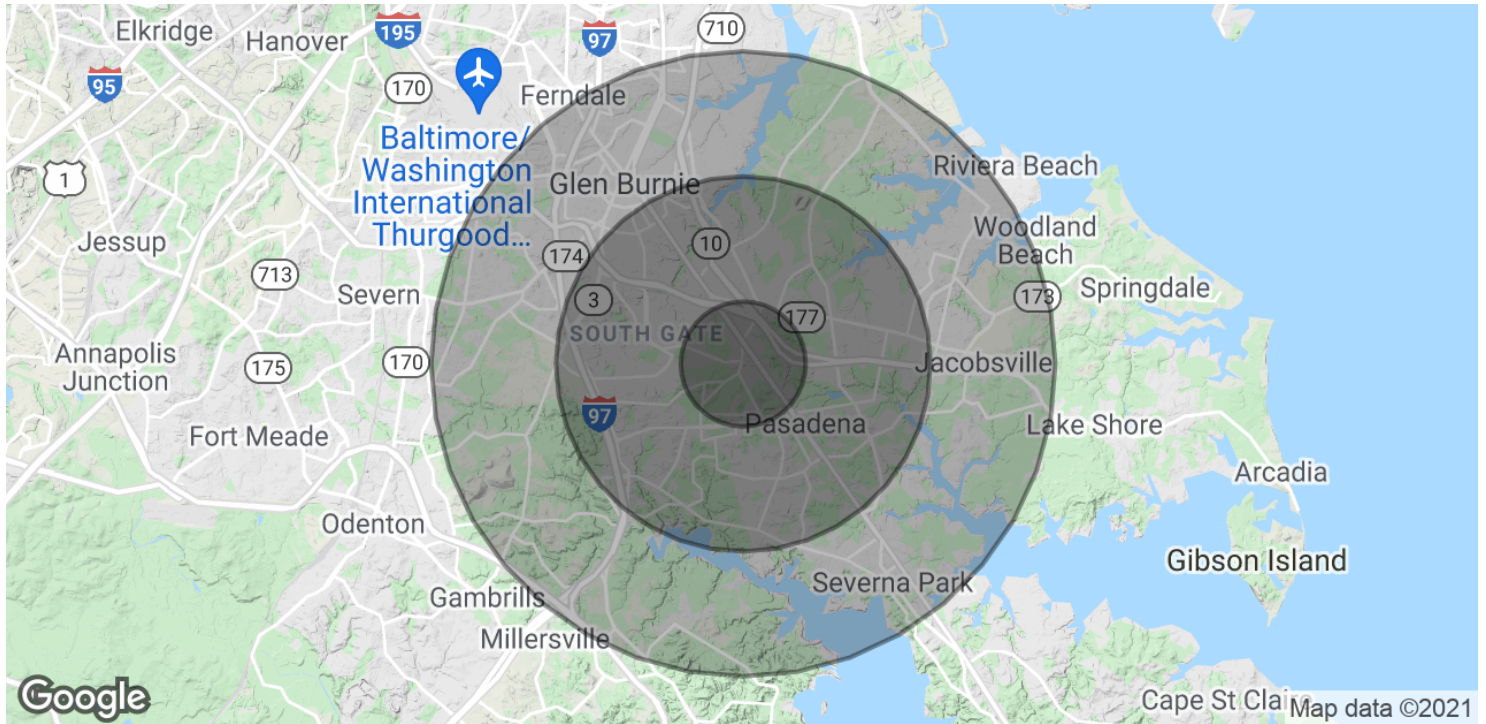 Elkridge
Hanover
195
97
710
95
170
Ferndale
Baltimore/
Washington
International
Thurgood...
1
Glen Burnie
Riviera Beach
Jessup
Woodland
Beach
10
174
713
Severn
3
173
Springdale
177
SOUTH GATE
Annapolis
Junction
175
170
Jacobsville
97
Pasadena
Lake Shore
Fort Meade
Arcadia
Odenton
Gibson Island
Severna Park
Gambrills
Millersville
Google
Cape St Claire
Map data ©2021